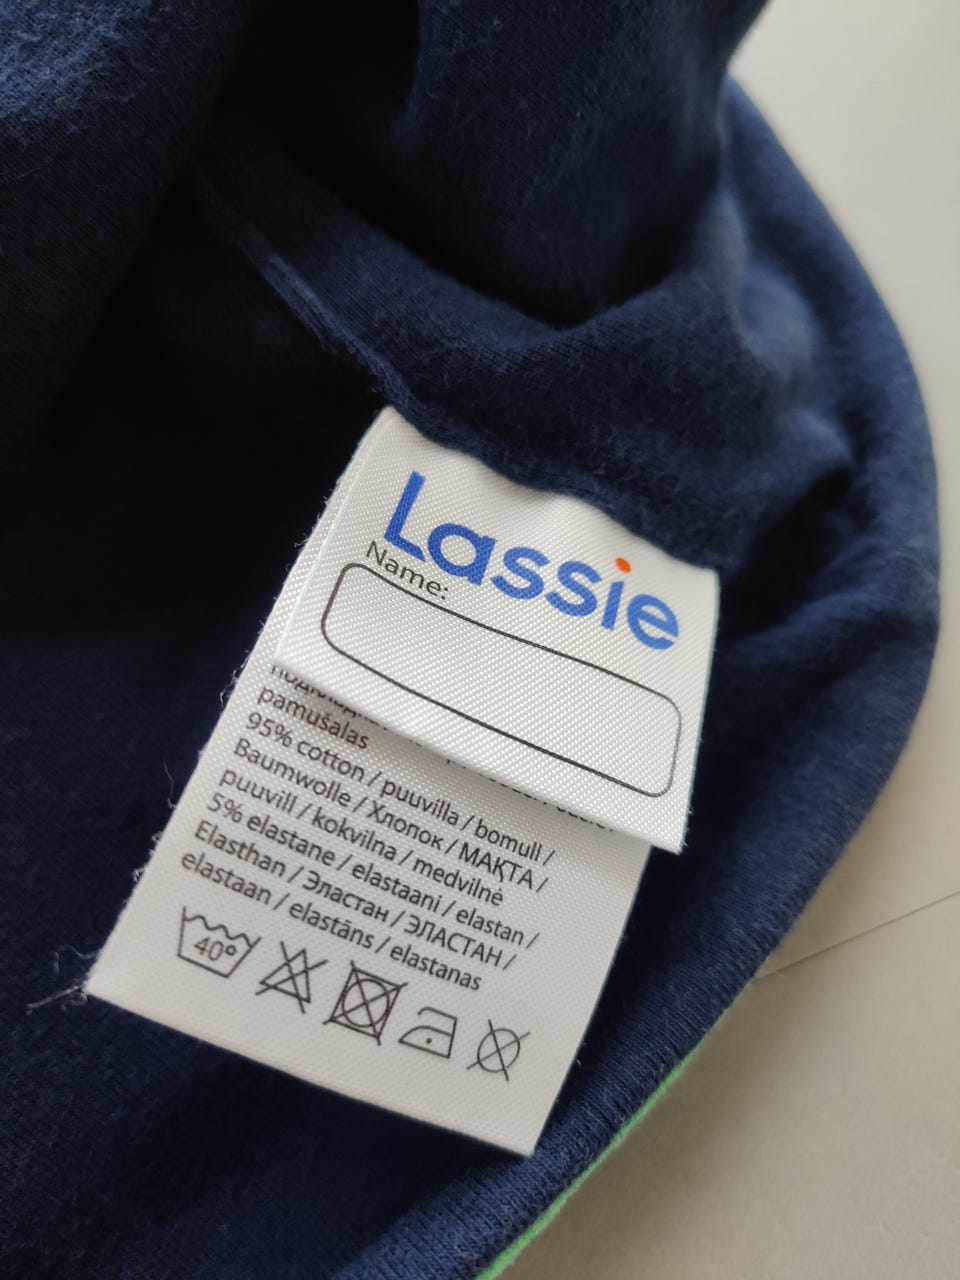 Lassie
Name:
pamušalas
95% cotton / puuvilla / bomull /
Baumwolle / Хлопок / МАҚТА /
puuvill / kokvilna / medvilnė
5% elastane / elastaani / elastan /
Elasthan / Эластан / ЭЛАСТАН /
elastaan / elastāns / elastanas
40°